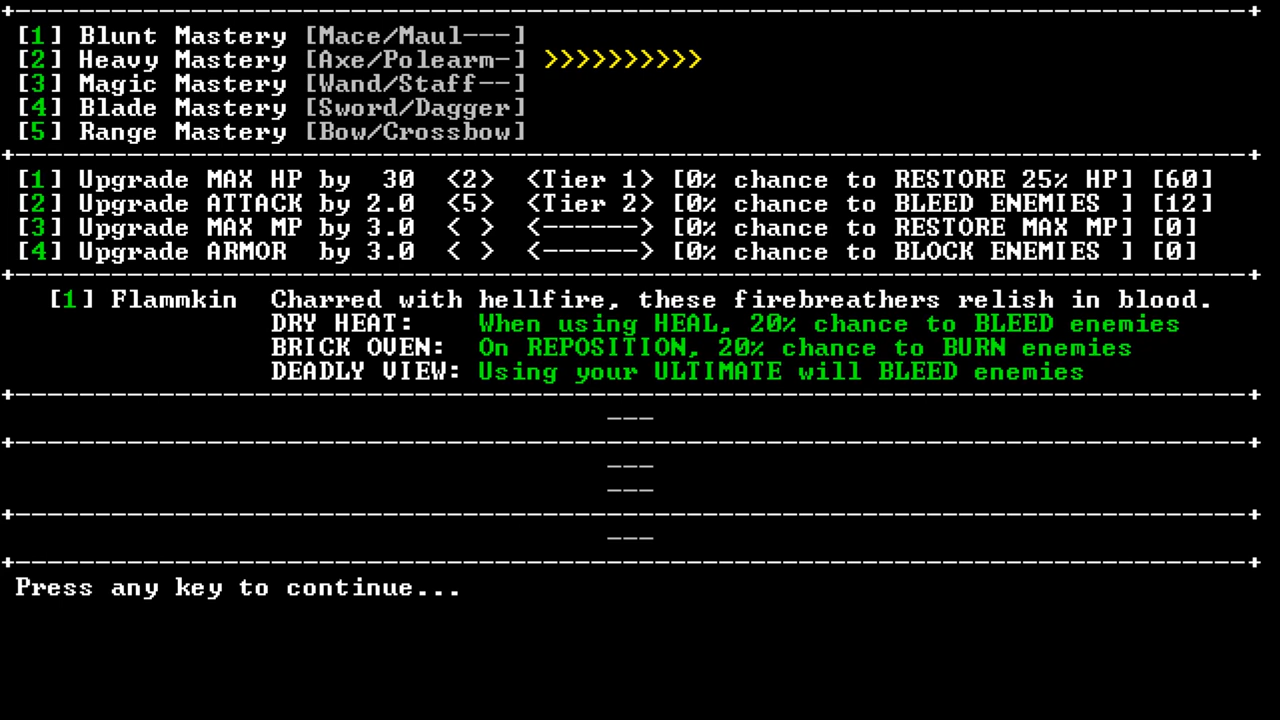 +------------------------------------------------------------------------------+
[1] Blunt Mastery [Mace/Maul---]
[2] Heavy Mastery [Axe/Polearm-] >>>>>>>>>>
[3] Magic Mastery [Wand/Staff--]
[4] Blade Mastery [Sword/Dagger]
[5] Range Mastery [Bow/Crossbow]
+------------------------------------------------------------------------------+
[1] Upgrade MAX HP by  30  <2>  <Tier 1> [0% chance to RESTORE 25% HP] [60]
[2] Upgrade ATTACK by 2.0  <5>  <Tier 2> [0% chance to BLEED ENEMIES ] [12]
[3] Upgrade MAX MP by 3.0  < >  <------> [0% chance to RESTORE MAX MP] [0]
[4] Upgrade ARMOR  by 3.0  < >  <------> [0% chance to BLOCK ENEMIES ] [0]
+------------------------------------------------------------------------------+
[1] Flammkin  Charred with hellfire, these firebreathers relish in blood.
DRY HEAT:    When using HEAL, 20% chance to BLEED enemies
BRICK OVEN:  On REPOSITION, 20% chance to BURN enemies
DEADLY VIEW: Using your ULTIMATE will BLEED enemies
+------------------------------------------------------------------------------+
---
+------------------------------------------------------------------------------+
---
---
+------------------------------------------------------------------------------+
---
+------------------------------------------------------------------------------+
Press any key to continue...